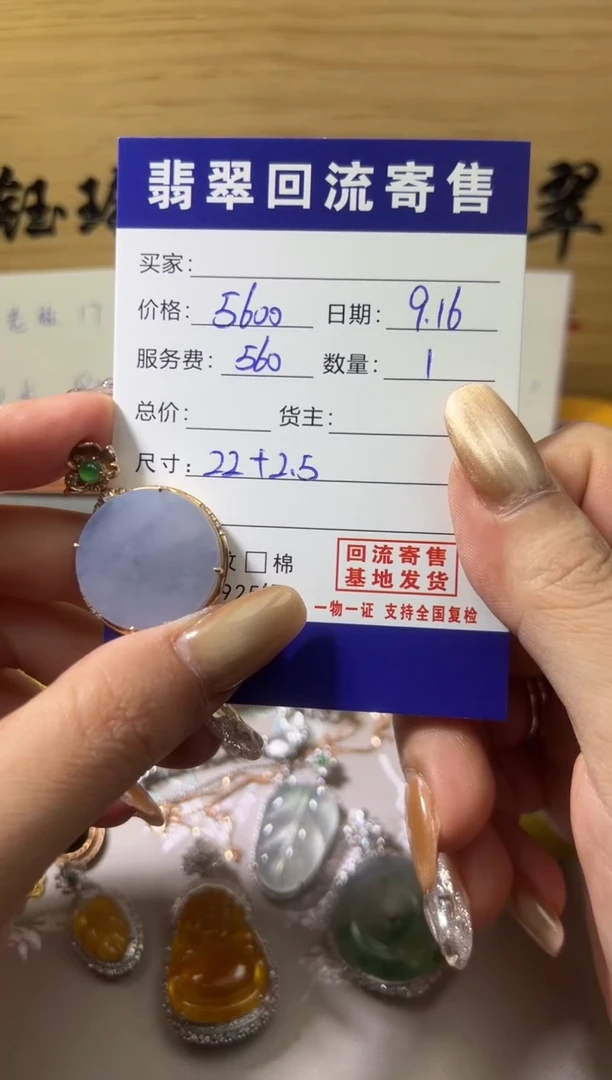 翡翠回流寄售
钰
翠
买家:
价格: 5600 日期: 9.16
服务费: 560 数量: 1
总价: 货主:
尺寸: 22+2.5
棉
回流寄售
基地发货
一物一证 支持全国复检